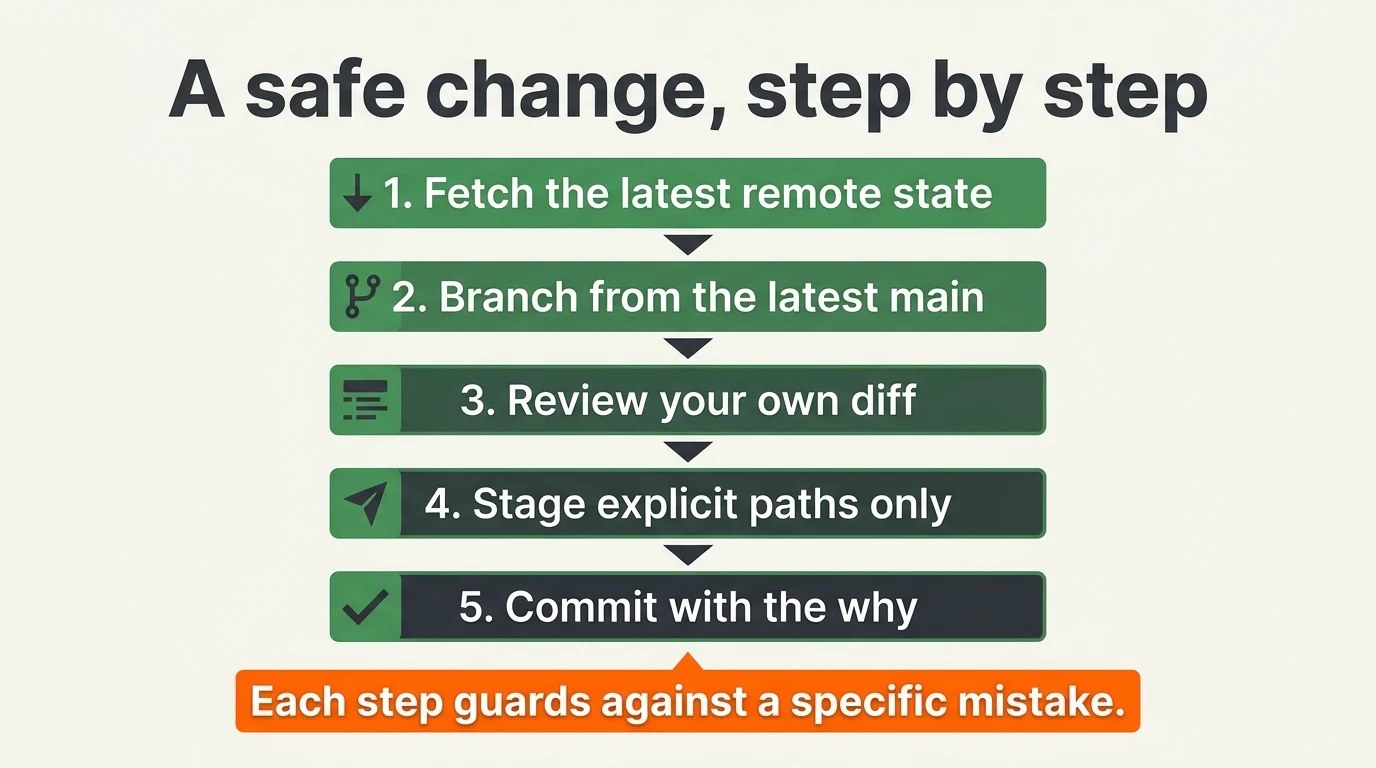 A safe change, step by step
1. Fetch the latest remote state
2. Branch from the latest main
3. Review your own diff
4. Stage explicit paths only
5. Commit with the why
Each step guards against a specific mistake.